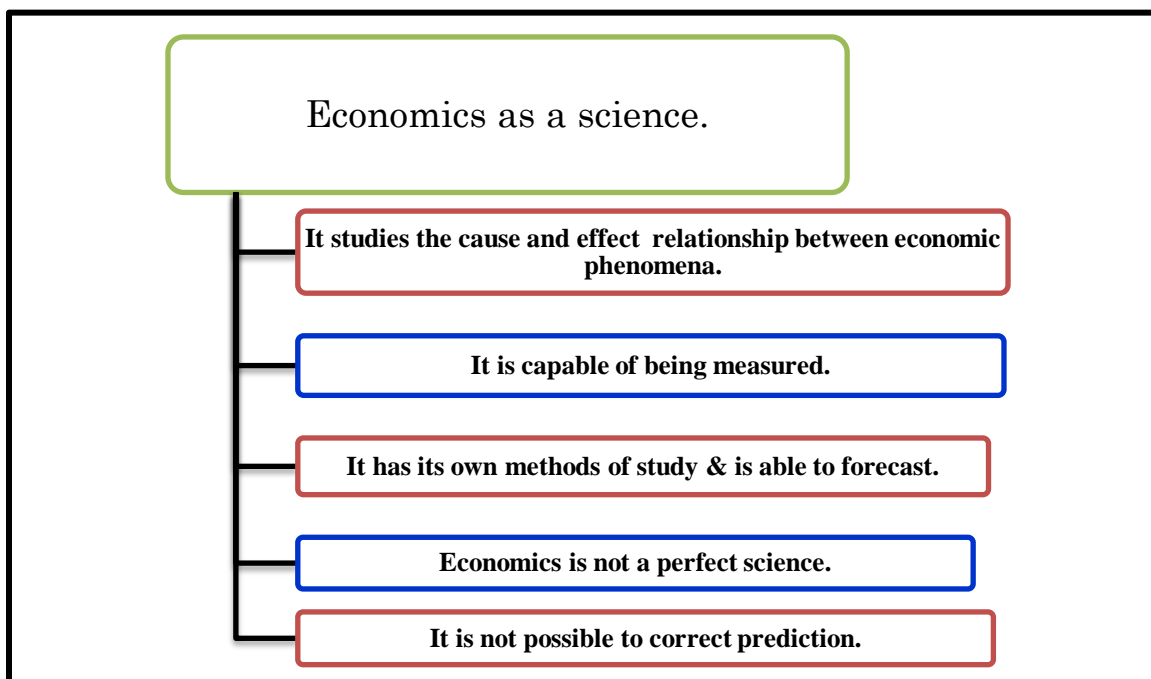 Economics as a science.
It studies the cause and effect relationship between economic
phenomena.
It is capable of being measured.
It has its own methods of study & is able to forecast.
Economics is not a perfect science.
It is not possible to correct prediction.